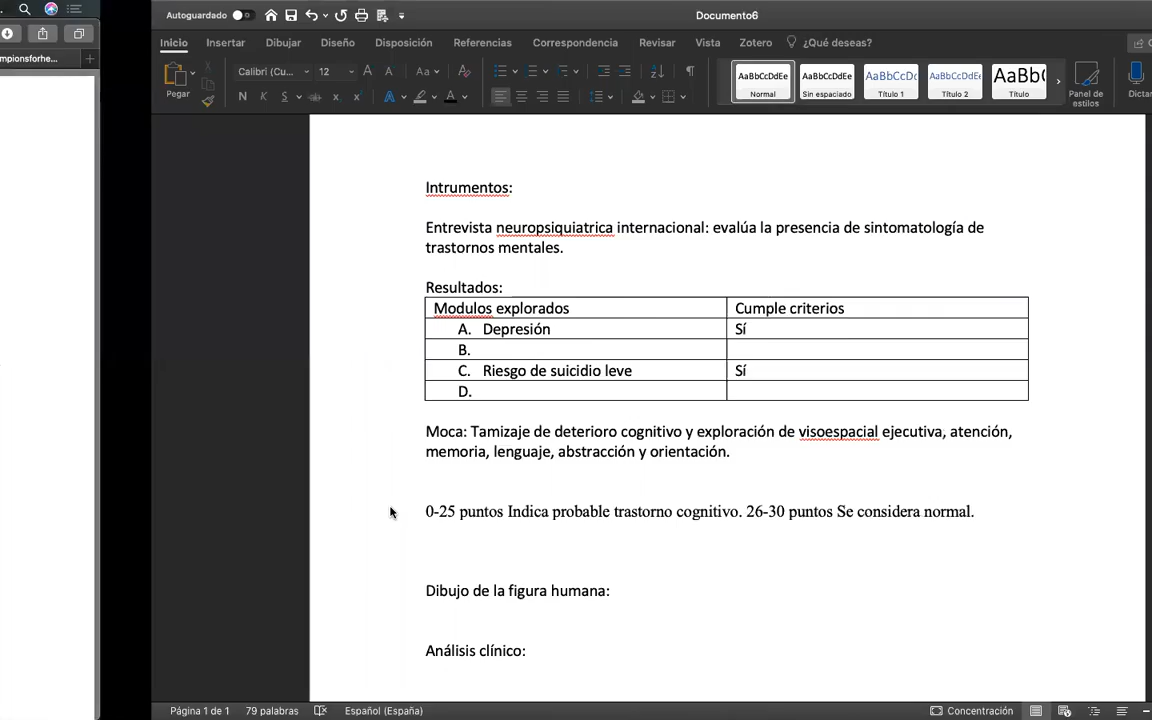 Autoguardado
Documento6
Inicio Insertar Dibujar Diseño Disposición Referencias Correspondencia Revisar Vista Zotero ¿Qué deseas?
mpionsforhe...
Pegar
Calibri (Cu... 12
AaBbCcDdEe AaBbCcDdEe AaBbCcDc AaBbCcDdEe AaBb(
Normal Sin espaciado Título 1 Título 2 Título
Panel de estilos
Dictar
Intrumentos:
Entrevista neuropsiquiatrica internacional: evalúa la presencia de sintomatología de
trastornos mentales.
Resultados:
Modulos explorados Cumple criterios
A. Depresión Sí
B.
C. Riesgo de suicidio leve Sí
D.
Moca: Tamizaje de deterioro cognitivo y exploración de visoespacial ejecutiva, atención,
memoria, lenguaje, abstracción y orientación.
0-25 puntos Indica probable trastorno cognitivo. 26-30 puntos Se considera normal.
Dibujo de la figura humana:
Análisis clínico:
Página 1 de 1 79 palabras Español (España) Concentración